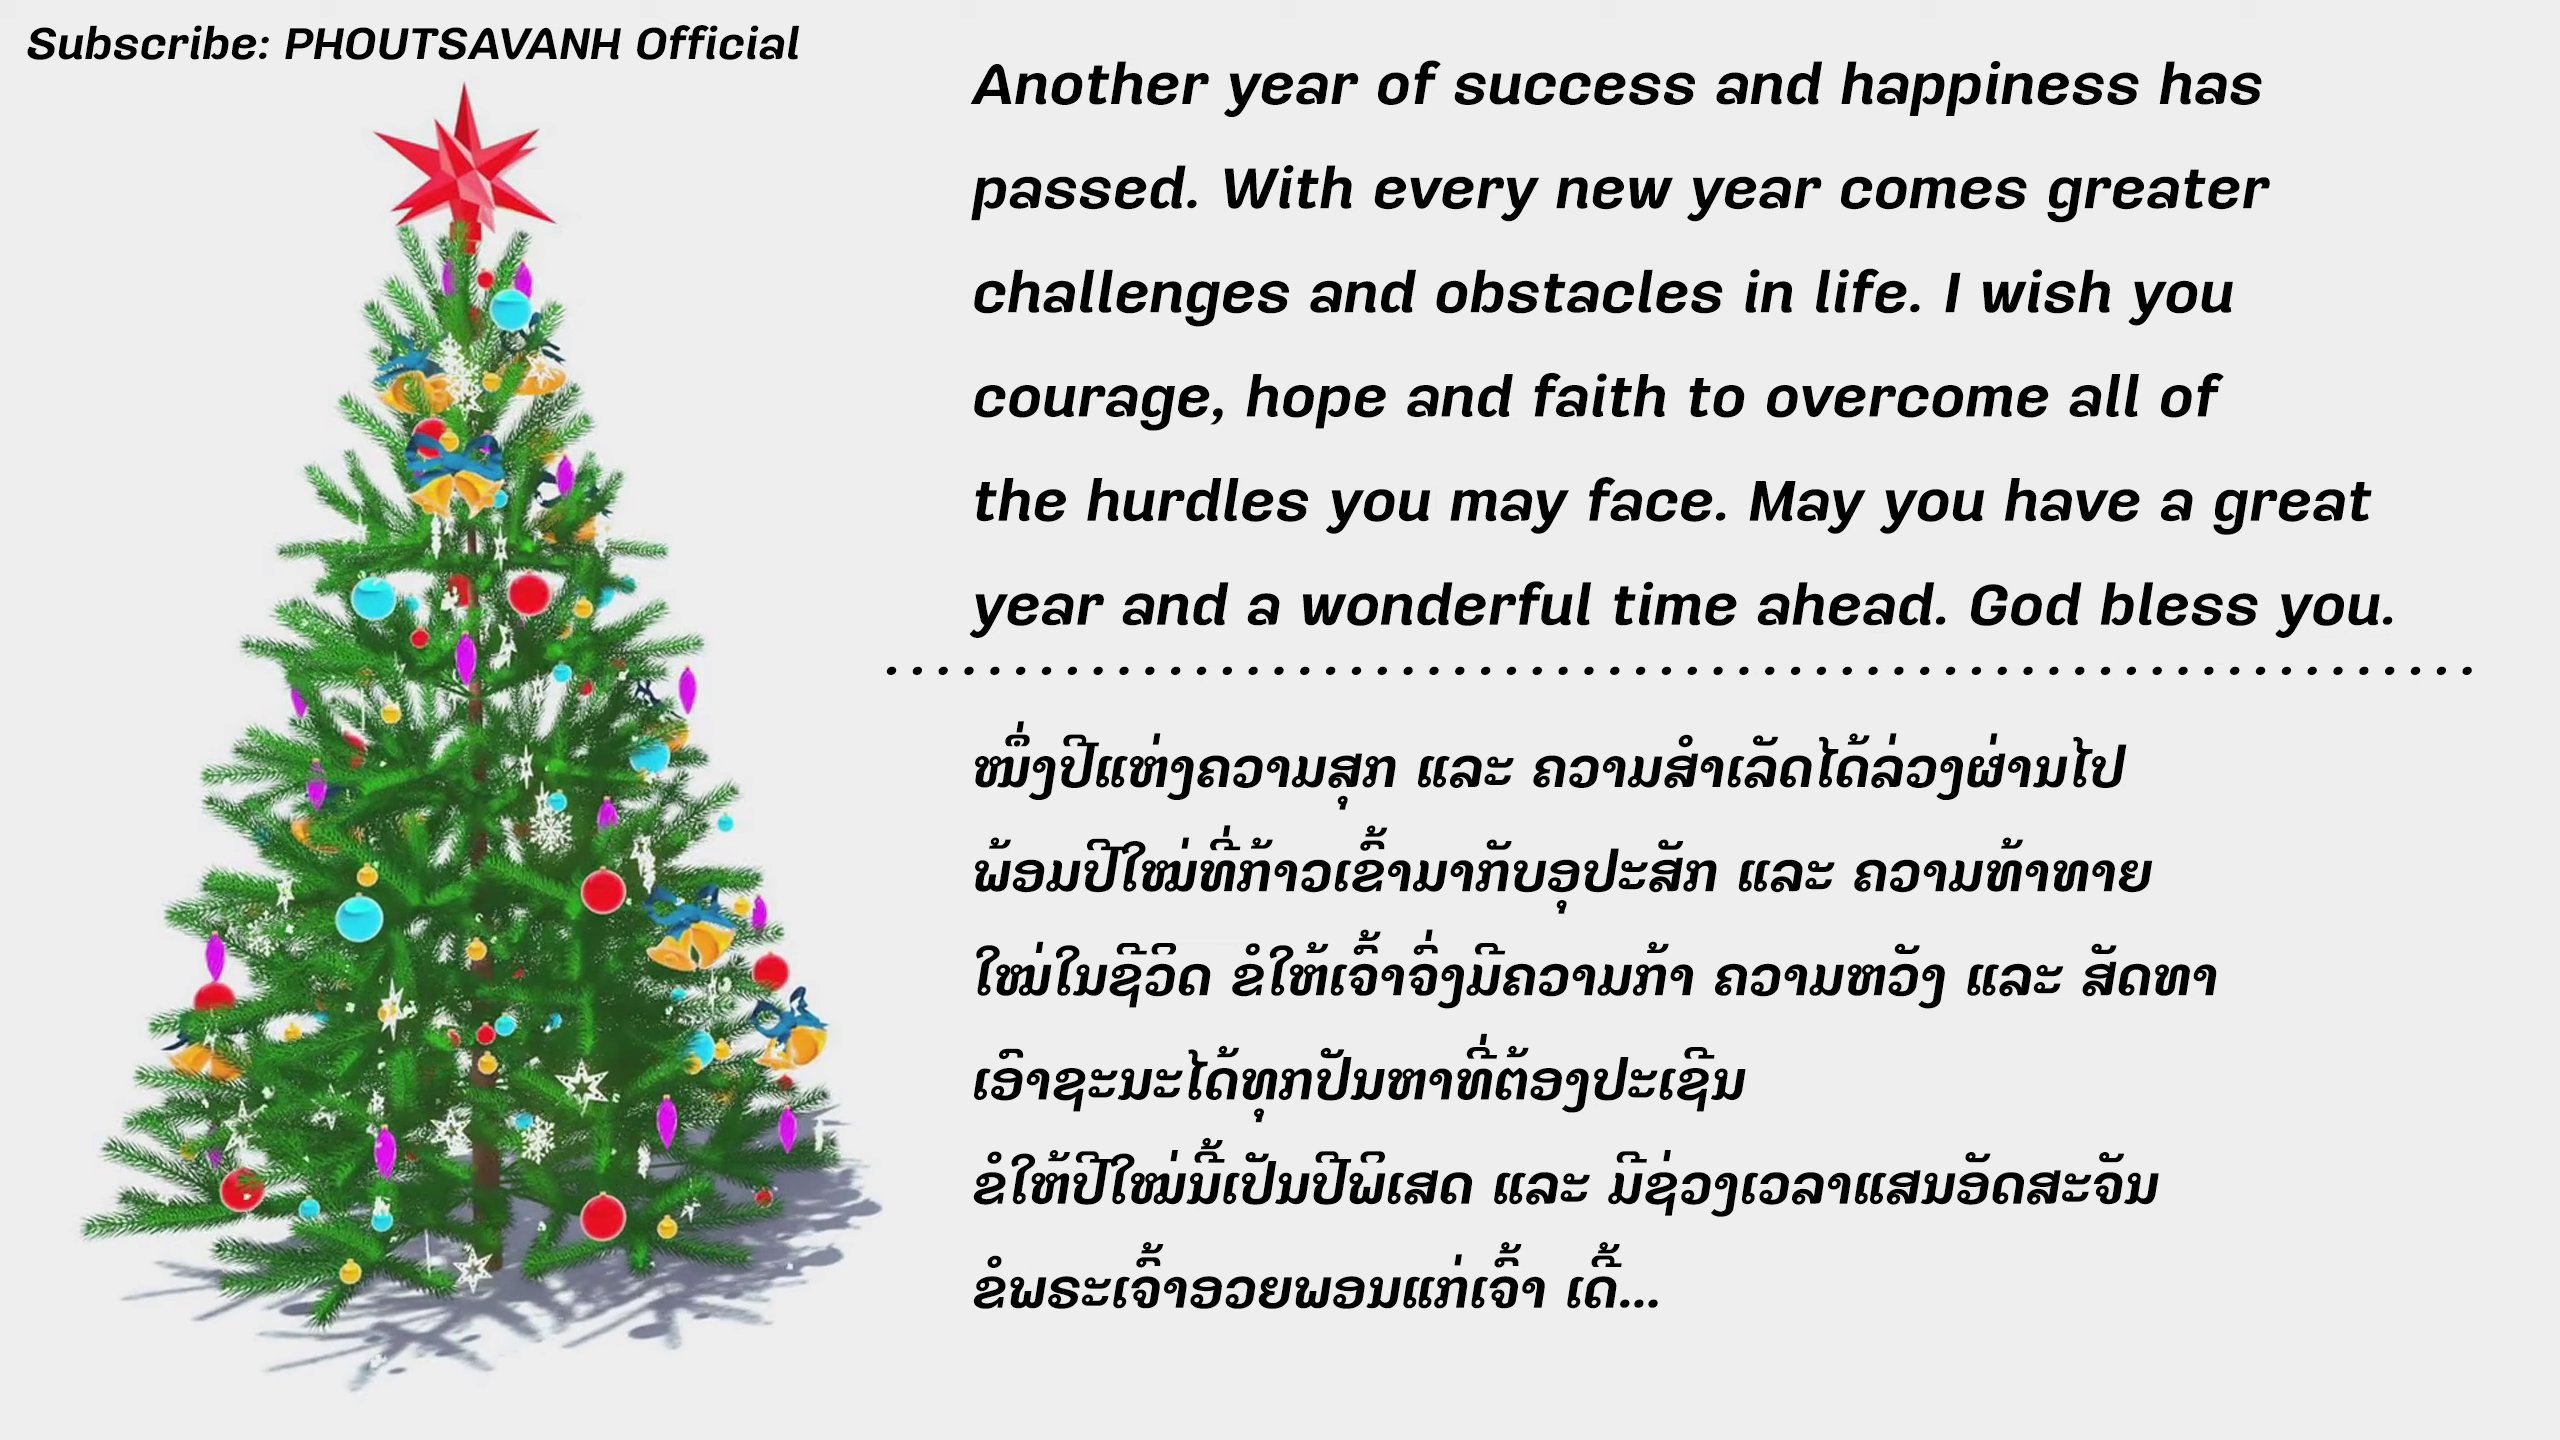 Subscribe: PHOUTSAVANH Official
Another year of success and happiness has
passed. With every new year comes greater
challenges and obstacles in life. I wish you
courage, hope and faith to overcome all of
the hurdles you may face. May you have a great
year and a wonderful time ahead. God bless you.
ໜຶ່ງປີແຫ່ງຄວາມສຸກ ແລະ ຄວາມສຳເລັດໄດ້ລ່ວງຜ່ານໄປ
ພ້ອມປີໃໝ່ທີ່ກ້າວເຂົ້າມາກັບອຸປະສັກ ແລະ ຄວາມທ້າທາຍ
ໃໝ່ໃນຊີວິດ ຂໍໃຫ້ເຈົ້າຈົ່ງມີຄວາມກ້າ ຄວາມຫວັງ ແລະ ສັດທາ
ເອົາຊະນະໄດ້ທຸກປັນຫາທີ່ຕ້ອງປະເຊີນ
ຂໍໃຫ້ປີໃໝ່ນີ້ເປັນປີພິເສດ ແລະ ມີຊ່ວງເວລາແສນອັດສະຈັນ
ຂໍພຣະເຈົ້າອວຍພອນແກ່ເຈົ້າ ເດີ້...